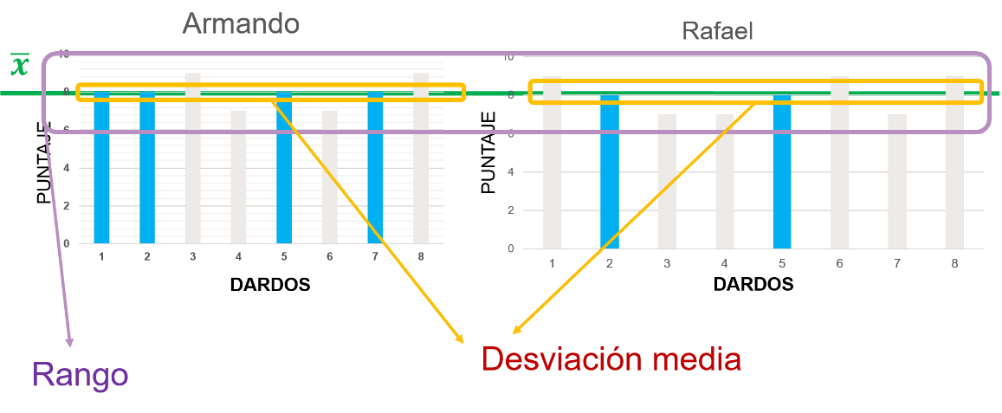 Armando
Rafael
x̄
10
8
6
4
2
0
PUNTAJE
1 2 3 4 5 6 7 8
DARDOS
10
8
6
4
2
0
PUNTAJE
1 2 3 4 5 6 7 8
DARDOS
Rango
Desviación media